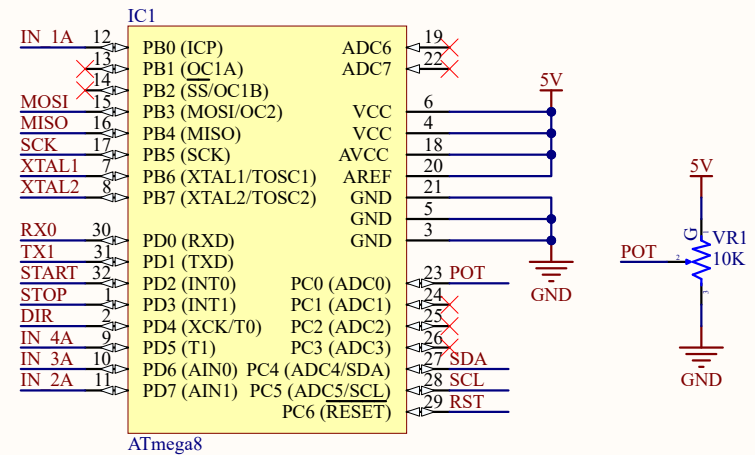 IC1
IN_1A 12 PB0 (ICP) ADC6 19
13 PB1 (OC1A) ADC7 22
14 PB2 (SS/OC1B)
5V
MOSI 15 PB3 (MOSI/OC2) VCC 6
MISO 16 PB4 (MISO) VCC 4
SCK 17 PB5 (SCK) AVCC 18
XTAL1 7 PB6 (XTAL1/TOSC1) AREF 20
XTAL2 8 PB7 (XTAL2/TOSC2) GND 21
GND 5
RX0 30 PD0 (RXD) GND 3
TX1 31 PD1 (TXD)
START 32 PD2 (INT0) PC0 (ADC0) 23 POT
GND
STOP 1 PD3 (INT1) PC1 (ADC1) 24
DIR 2 PD4 (XCK/T0) PC2 (ADC2) 25
IN_4A 9 PD5 (T1) PC3 (ADC3) 26
IN_3A 10 PD6 (AIN0) PC4 (ADC4/SDA) 27 SDA
IN_2A 11 PD7 (AIN1) PC5 (ADC5/SCL) 28 SCL
PC6 (RESET) 29 RST
ATmega8
5V
G 1
VR1
POT 2 10K
3
GND